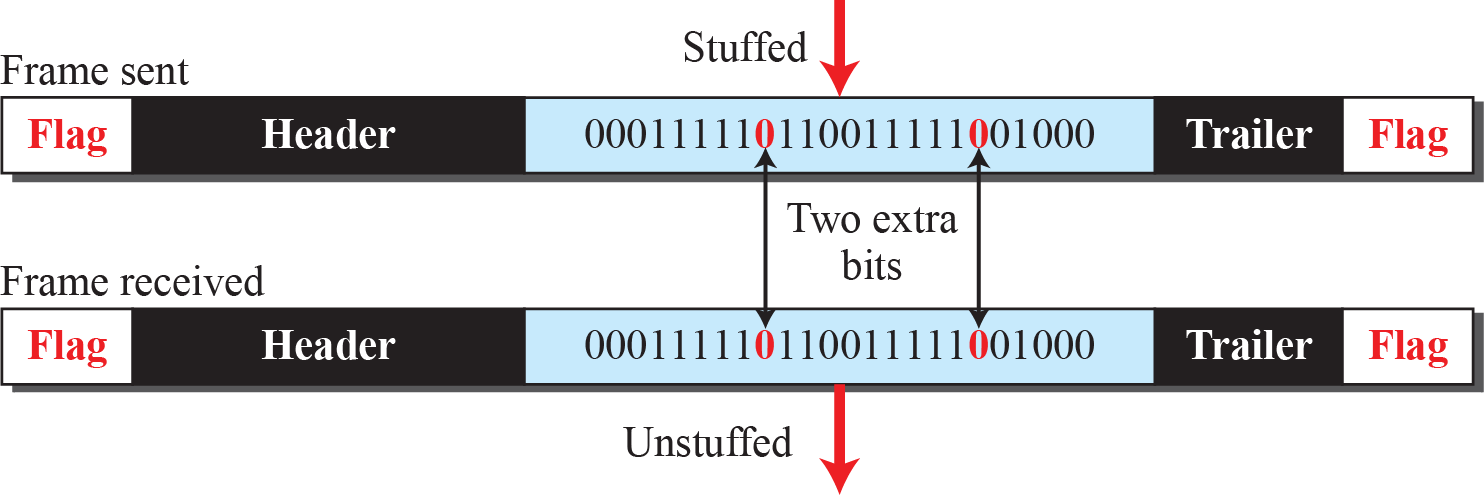 Stuffed
Frame sent
Flag Header 000111110110011111001000 Trailer Flag
Two extra
bits
Frame received
Flag Header 000111110110011111001000 Trailer Flag
Unstuffed